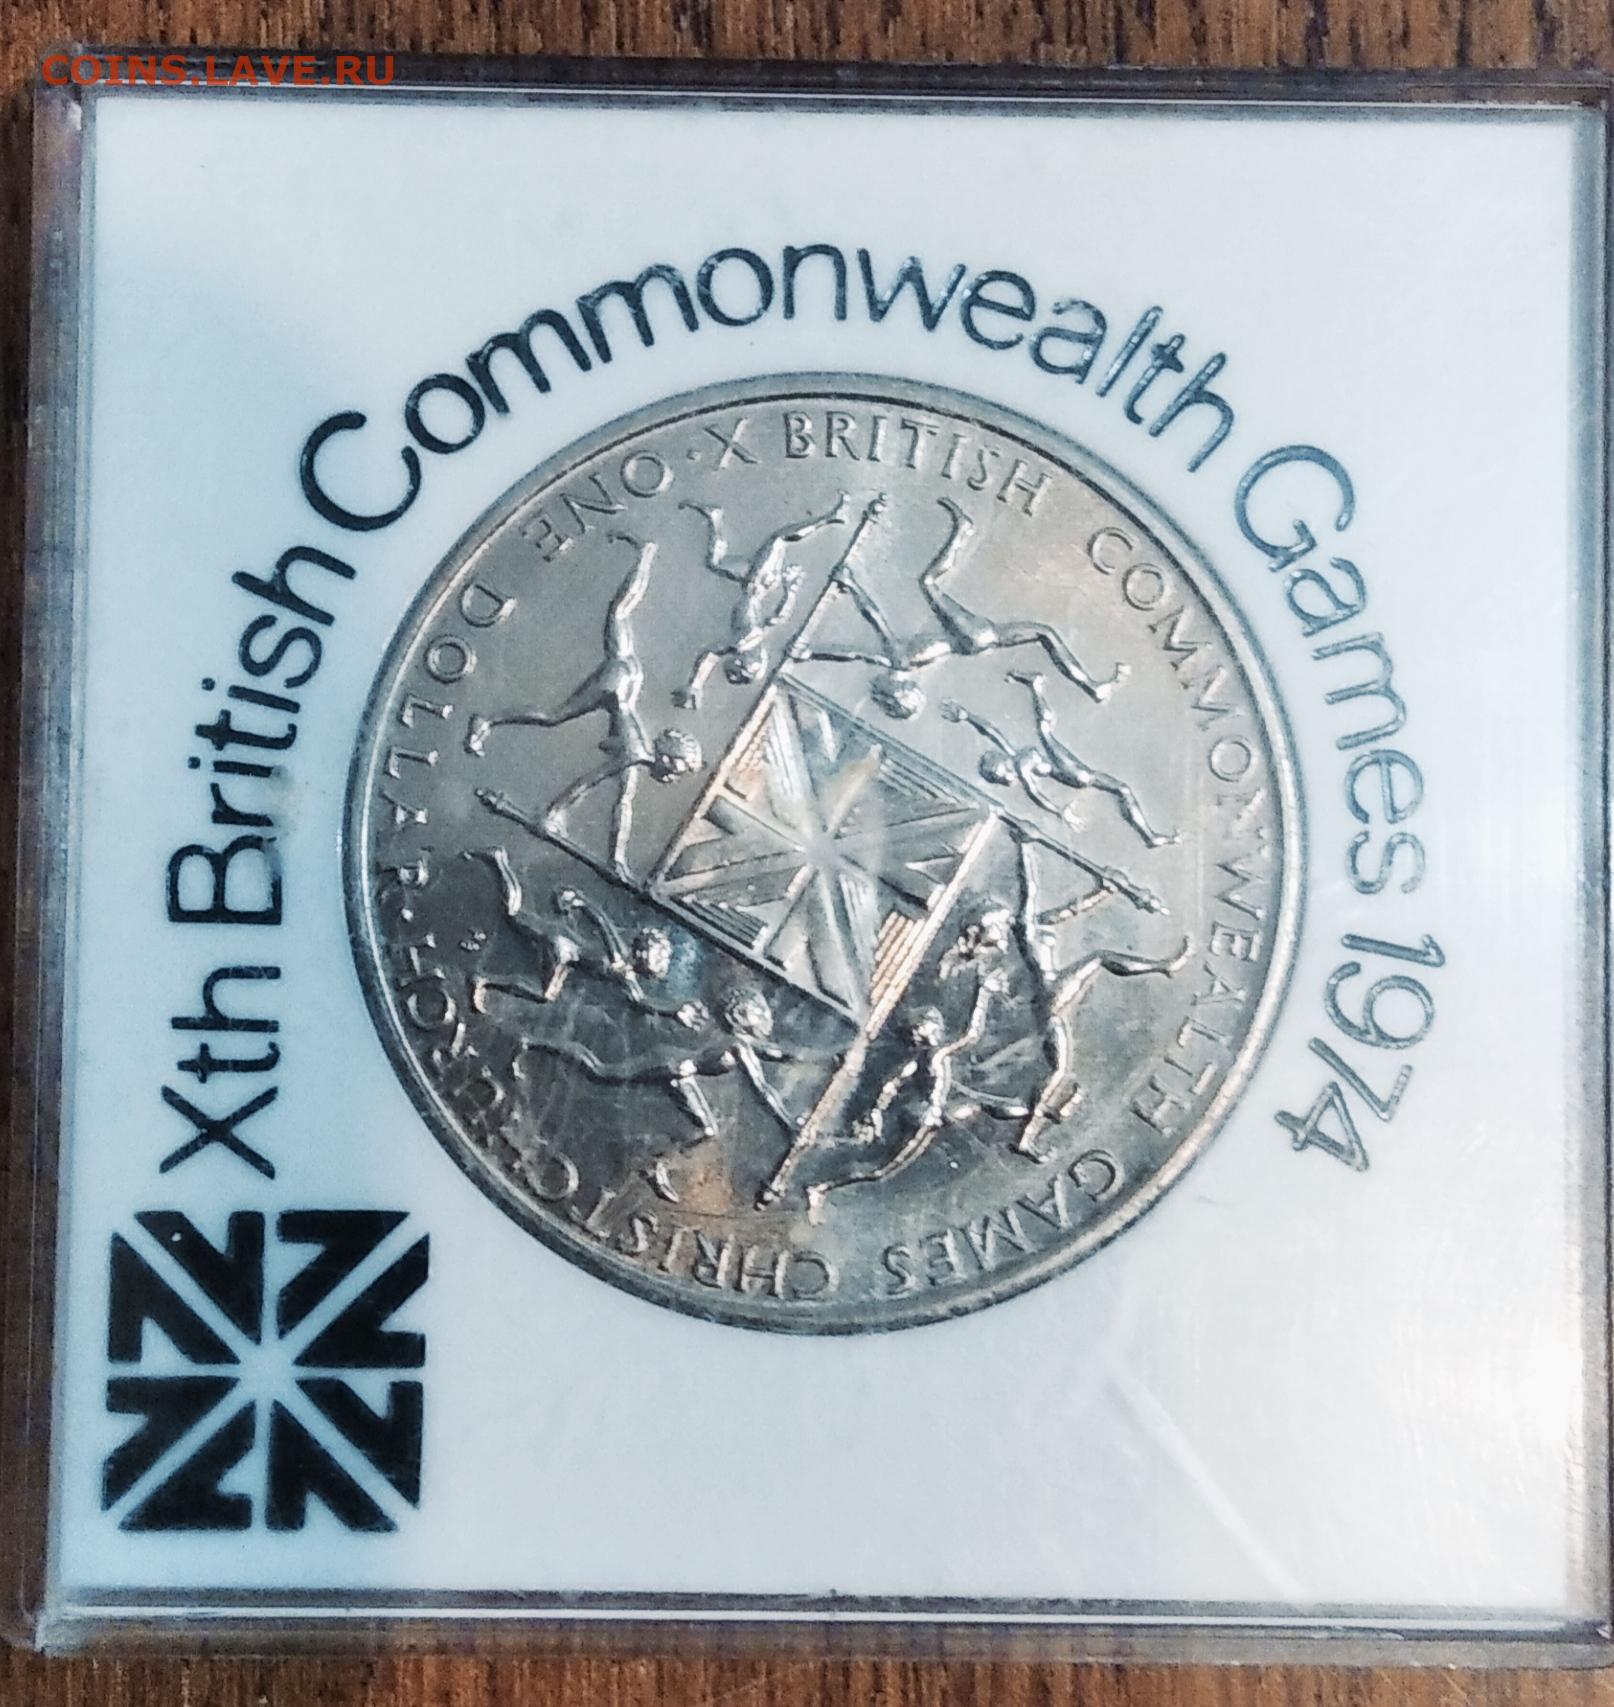 COINS.LAVE.RU
Xth British Commonwealth Games 1974
X BRITISH COMMONWEALTH GAMES CHRISTCHURCH · ONE DOLLAR ·